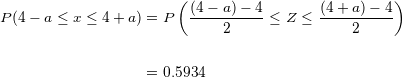 P(4 − a ≤ x ≤ 4 + a) = P( (4 − a) − 4 / 2 ≤ Z ≤ (4 + a) − 4 / 2 )
= 0.5934